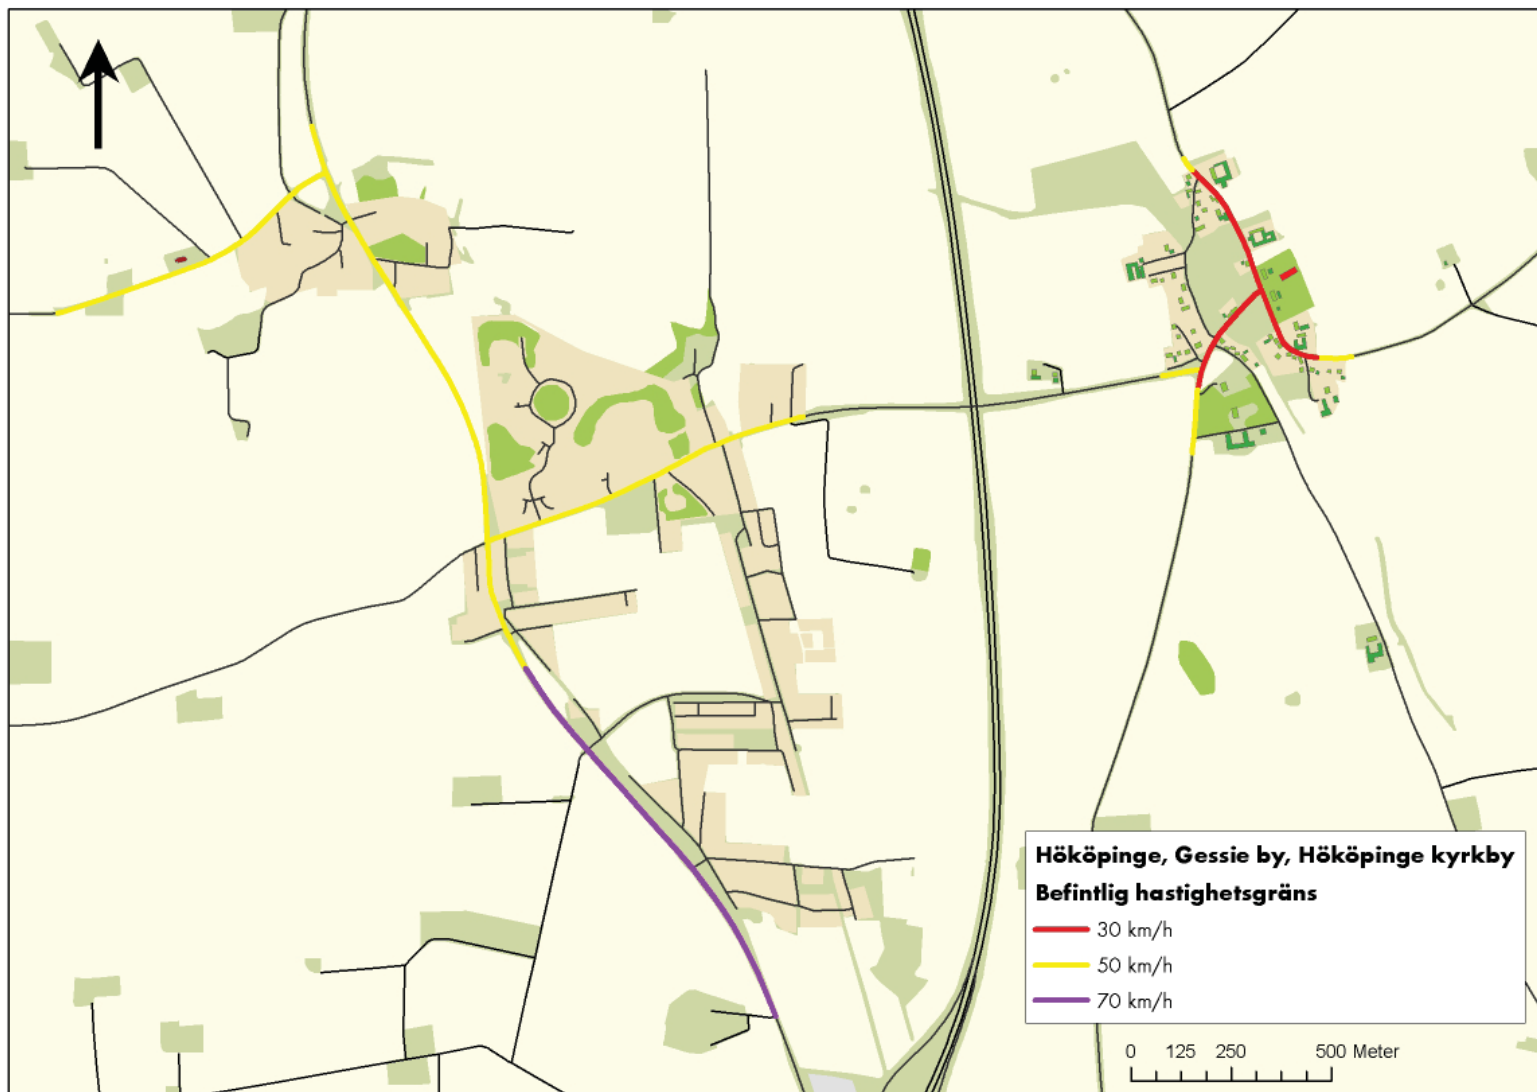 Hököpinge, Gessie by, Hököpinge kyrkby
Befintlig hastighetsgräns
30 km/h
50 km/h
70 km/h
0 125 250 500 Meter